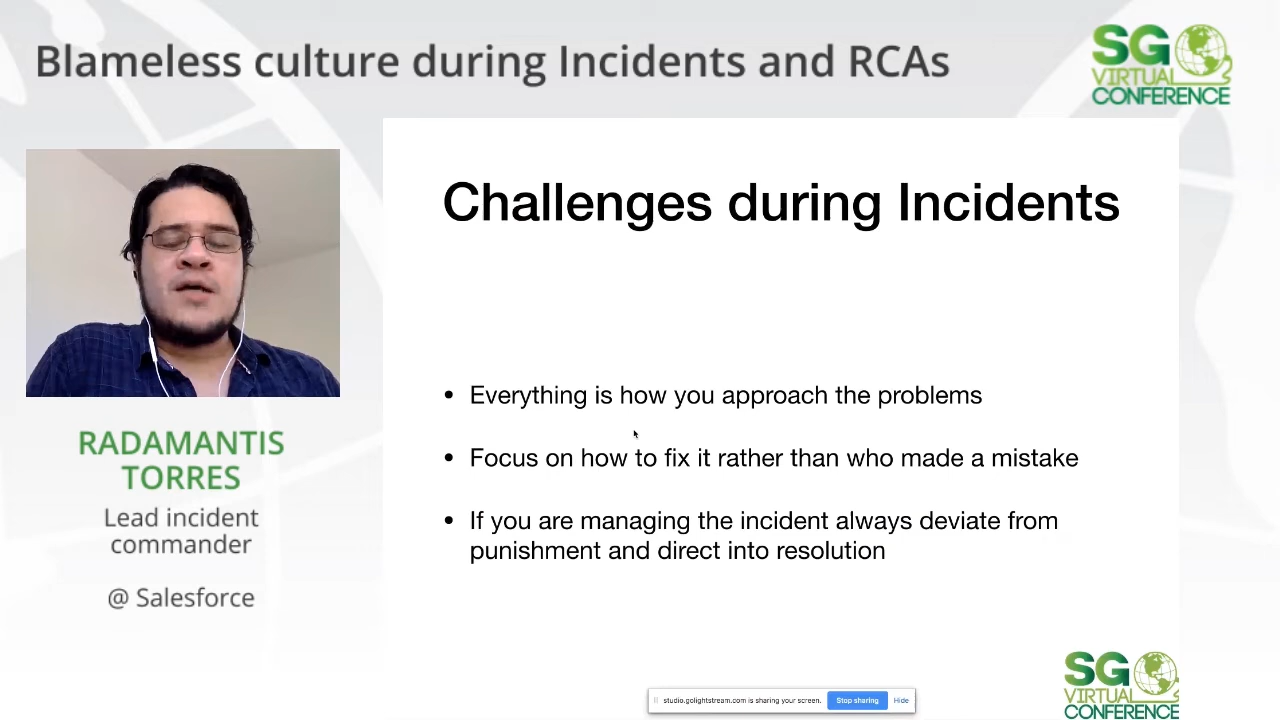 Blameless culture during Incidents and RCAs
SG
VIRTUAL
CONFERENCE
Challenges during Incidents
• Everything is how you approach the problems
• Focus on how to fix it rather than who made a mistake
• If you are managing the incident always deviate from
punishment and direct into resolution
RADAMANTIS
TORRES
Lead incident
commander
@ Salesforce
SG
VIRTUAL
CONFERENCE
studio.golightstream.com is sharing your screen. Stop sharing Hide